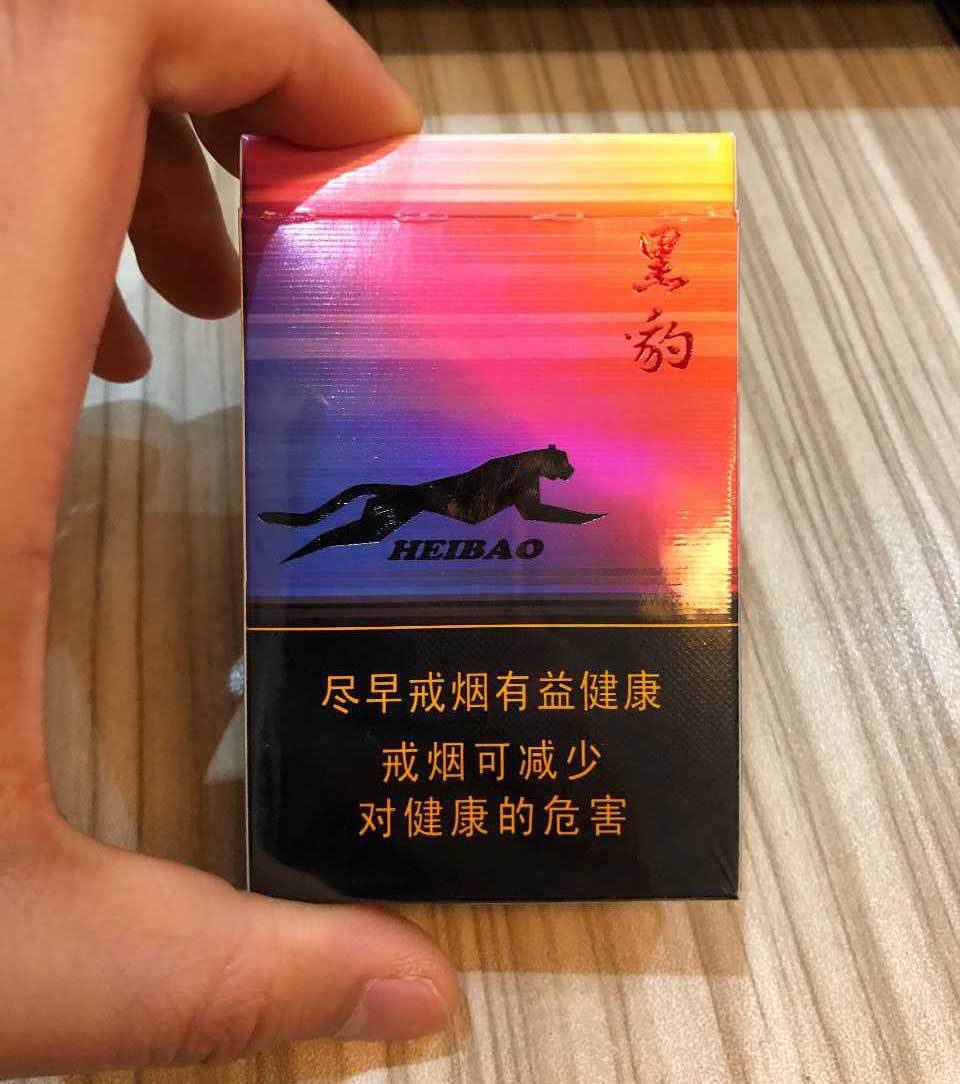 黑豹
HEIBAO
尽早戒烟有益健康
戒烟可减少
对健康的危害